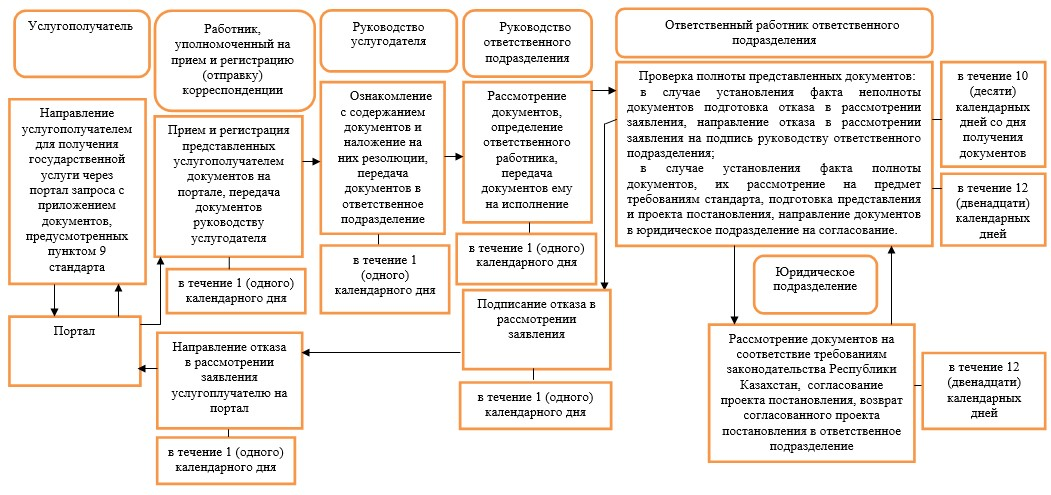 Услугополучатель
Работник,
уполномоченный на
прием и регистрацию
(отправку)
корреспонденции
Руководство
услугодателя
Руководство
ответственного
подразделения
Ответственный работник ответственного
подразделения
Направление
услугополучателем
для получения
государственной
услуги через
портал запроса с
приложением
документов,
предусмотренных
пунктом 9
стандарта
Прием и регистрация
представленных
услугополучателем
документов на
портале, передача
документов
руководству
услугодателя
в течение 1 (одного)
календарного дня
Ознакомление
с содержанием
документов и
наложение на
них резолюции,
передача
документов в
ответственное
подразделение
в течение 1
(одного)
календарного дня
Рассмотрение
документов,
определение
ответственного
работника,
передача
документов ему
на исполнение
в течение 1 (одного)
календарного дня
Проверка полноты представленных документов:
в случае установления факта неполноты
документов подготовка отказа в рассмотрении
заявления, направление отказа в рассмотрении
заявления на подпись руководству ответственного
подразделения;
в случае установления факта полноты
документов, их рассмотрение на предмет
требованиям стандарта, подготовка представления
и проекта постановления, направление документов
в юридическое подразделение на согласование.
в течение 10
(десяти)
календарных
дней со дня
получения
документов
в течение 12
(двенадцати)
календарных
дней
Портал
Направление отказа
в рассмотрении
заявления
услугоплучателю на
портал
в течение 1 (одного)
календарного дня
Подписание отказа в
рассмотрении
заявления
в течение 1 (одного)
календарного дня
Юридическое
подразделение
Рассмотрение документов на
соответствие требованиям
законодательства Республики
Казахстан, согласование
проекта постановления, возврат
согласованного проекта
постановления в ответственное
подразделение
в течение 12
(двенадцати)
календарных
дней